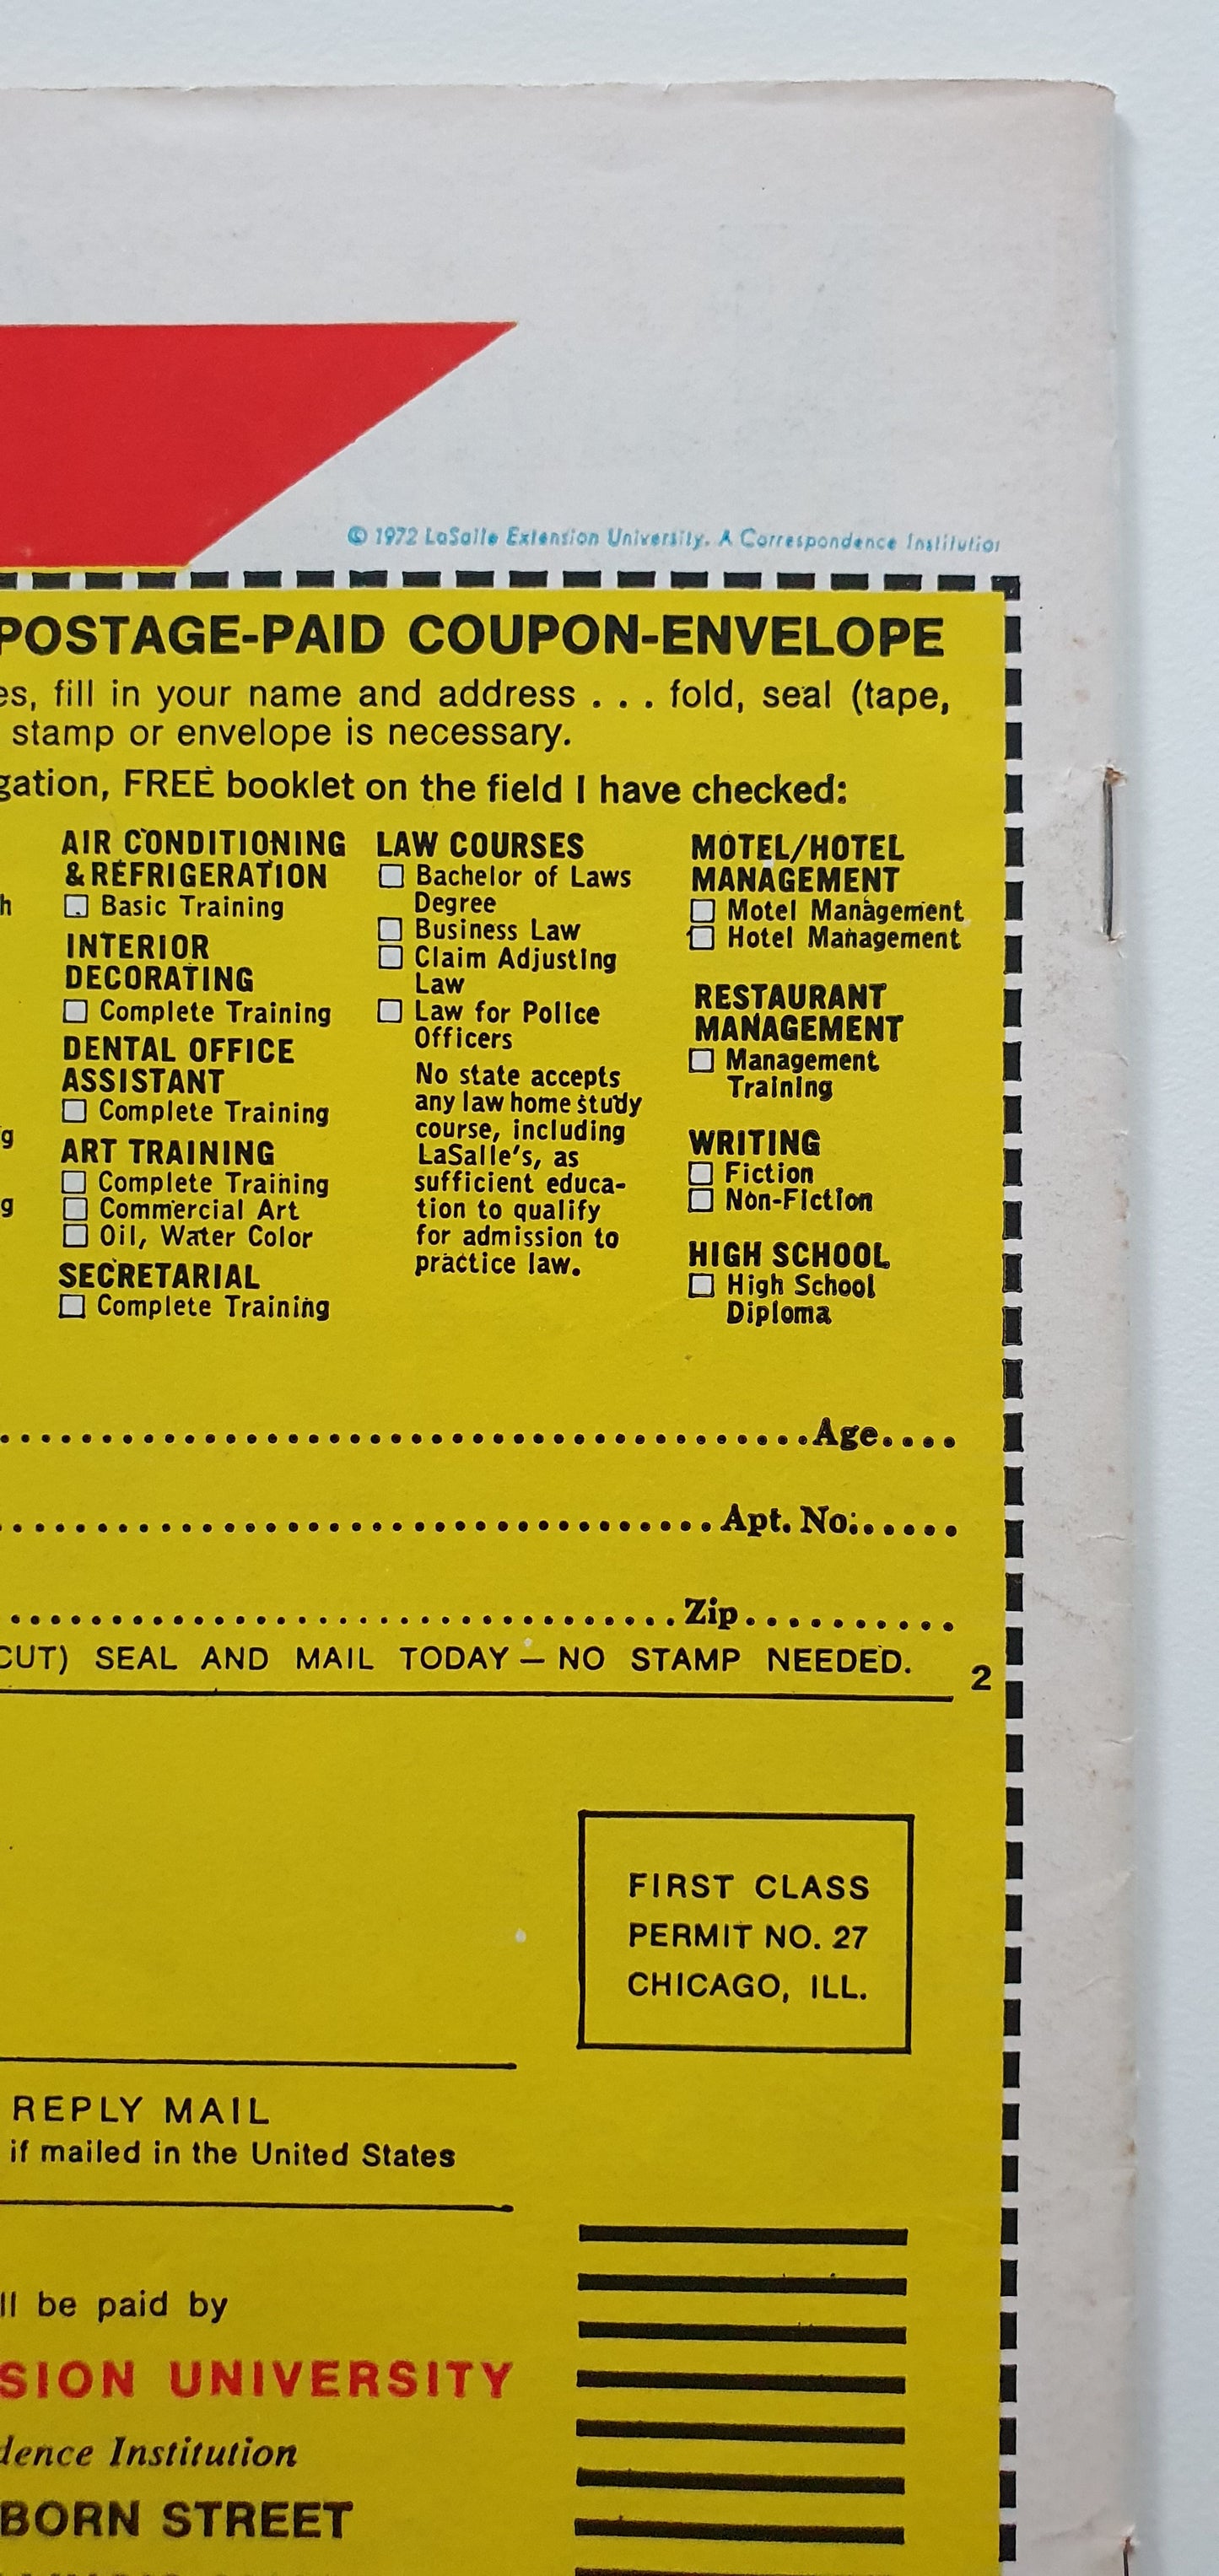 © 1972 LaSalle Extension University. A Correspondence Institution
POSTAGE-PAID COUPON-ENVELOPE
es, fill in your name and address . . . fold, seal (tape,
stamp or envelope is necessary.
gation, FREE booklet on the field I have checked:
h
g
g
AIR CONDITIONING
& REFRIGERATION
Basic Training
INTERIOR
DECORATING
Complete Training
DENTAL OFFICE
ASSISTANT
Complete Training
ART TRAINING
Complete Training
Commercial Art
Oil, Water Color
SECRETARIAL
Complete Training
LAW COURSES
Bachelor of Laws
Degree
Business Law
Claim Adjusting
Law
Law for Police
Officers
No state accepts
any law home study
course, including
LaSalle's, as
sufficient educa-
tion to qualify
for admission to
practice law.
MOTEL/HOTEL
MANAGEMENT
Motel Management
Hotel Management
RESTAURANT
MANAGEMENT
Management
Training
WRITING
Fiction
Non-Fiction
HIGH SCHOOL
High School
Diploma
Age....
Apt. No.:.....
Zip..........
CUT) SEAL AND MAIL TODAY — NO STAMP NEEDED.
2
FIRST CLASS
PERMIT NO. 27
CHICAGO, ILL.
REPLY MAIL
if mailed in the United States
ll be paid by
SION UNIVERSITY
dence Institution
BORN STREET